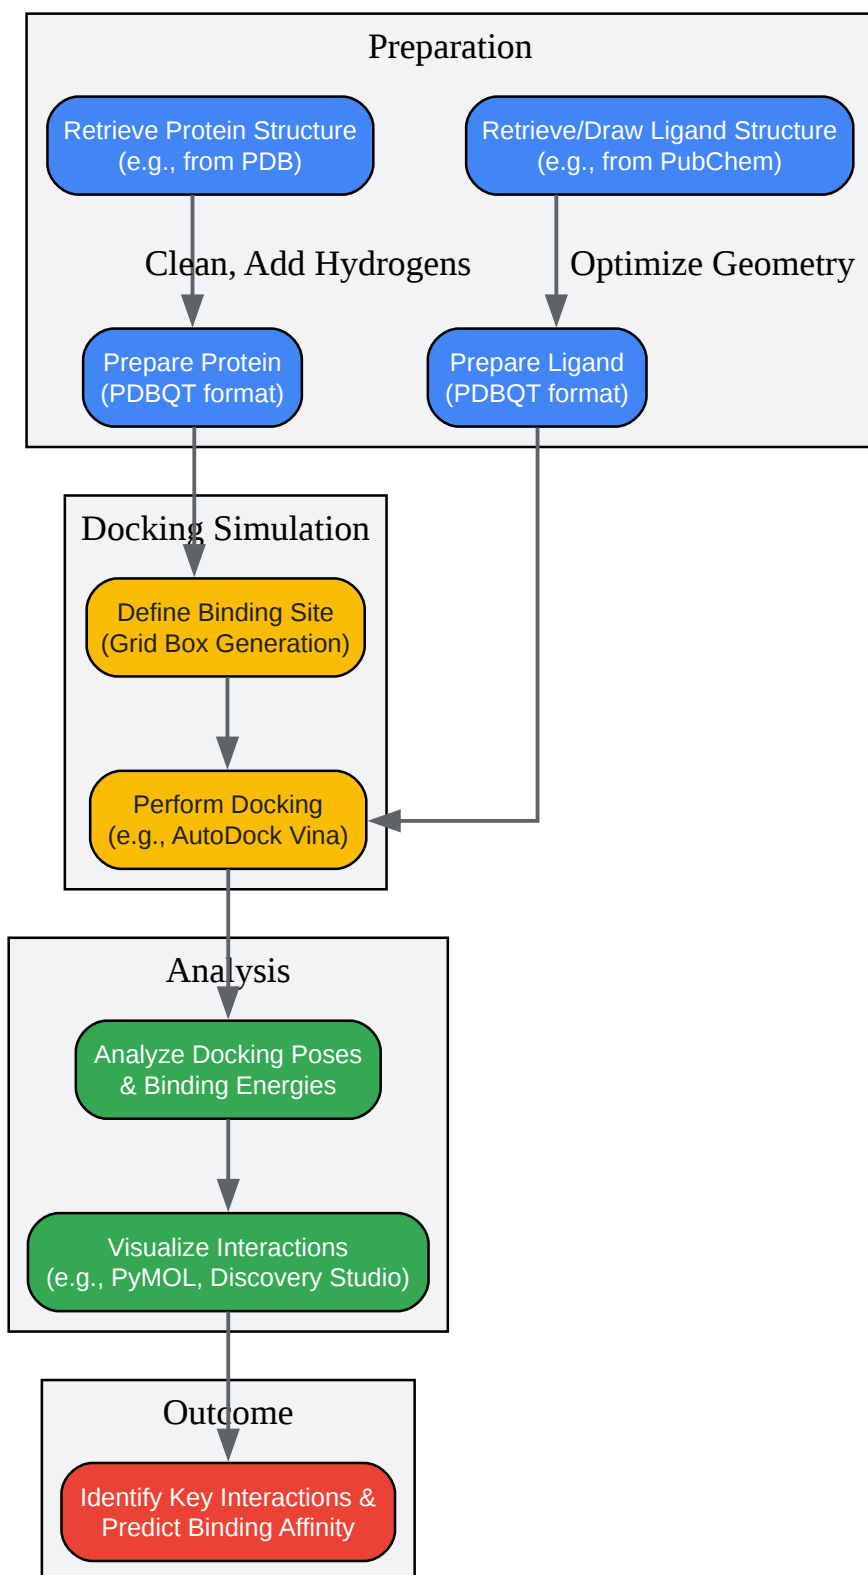 Preparation
Retrieve Protein Structure
(e.g., from PDB)
Retrieve/Draw Ligand Structure
(e.g., from PubChem)
Clean, Add Hydrogens
Optimize Geometry
Prepare Protein
(PDBQT format)
Prepare Ligand
(PDBQT format)
Docking Simulation
Define Binding Site
(Grid Box Generation)
Perform Docking
(e.g., AutoDock Vina)
Analysis
Analyze Docking Poses
& Binding Energies
Visualize Interactions
(e.g., PyMOL, Discovery Studio)
Outcome
Identify Key Interactions &
Predict Binding Affinity